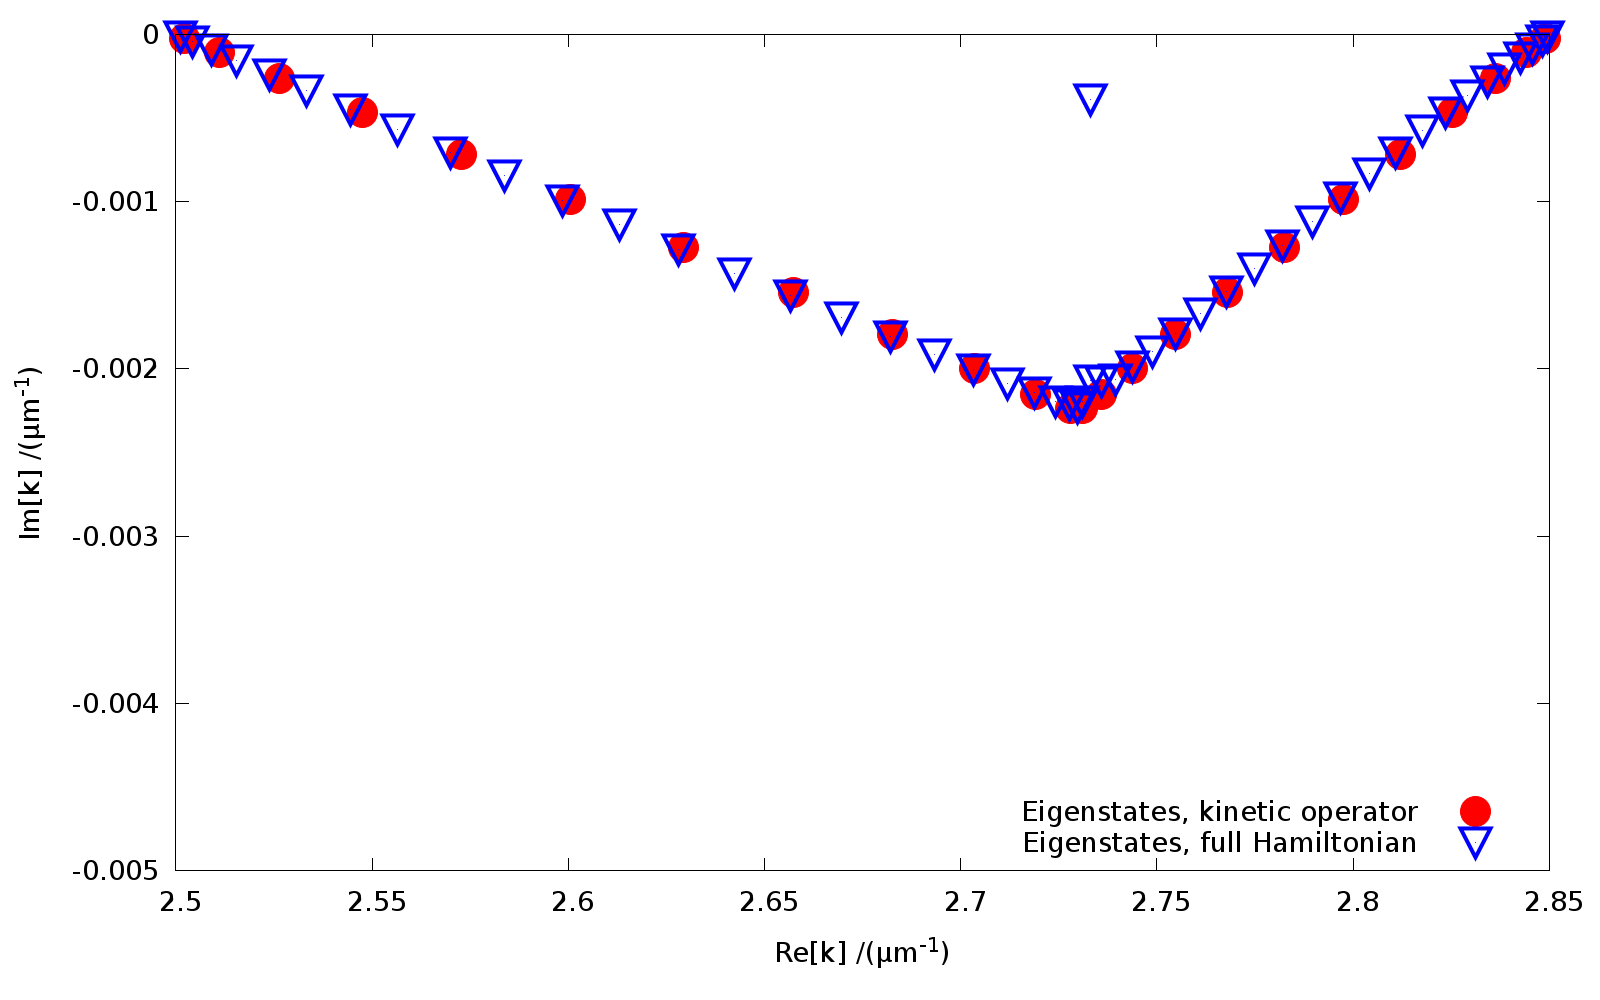 0
-0.001
-0.002
-0.003
-0.004
-0.005
2.5 2.55 2.6 2.65 2.7 2.75 2.8 2.85
Im[k] /(µm⁻¹)
Re[k] /(µm⁻¹)
Eigenstates, kinetic operator
Eigenstates, full Hamiltonian